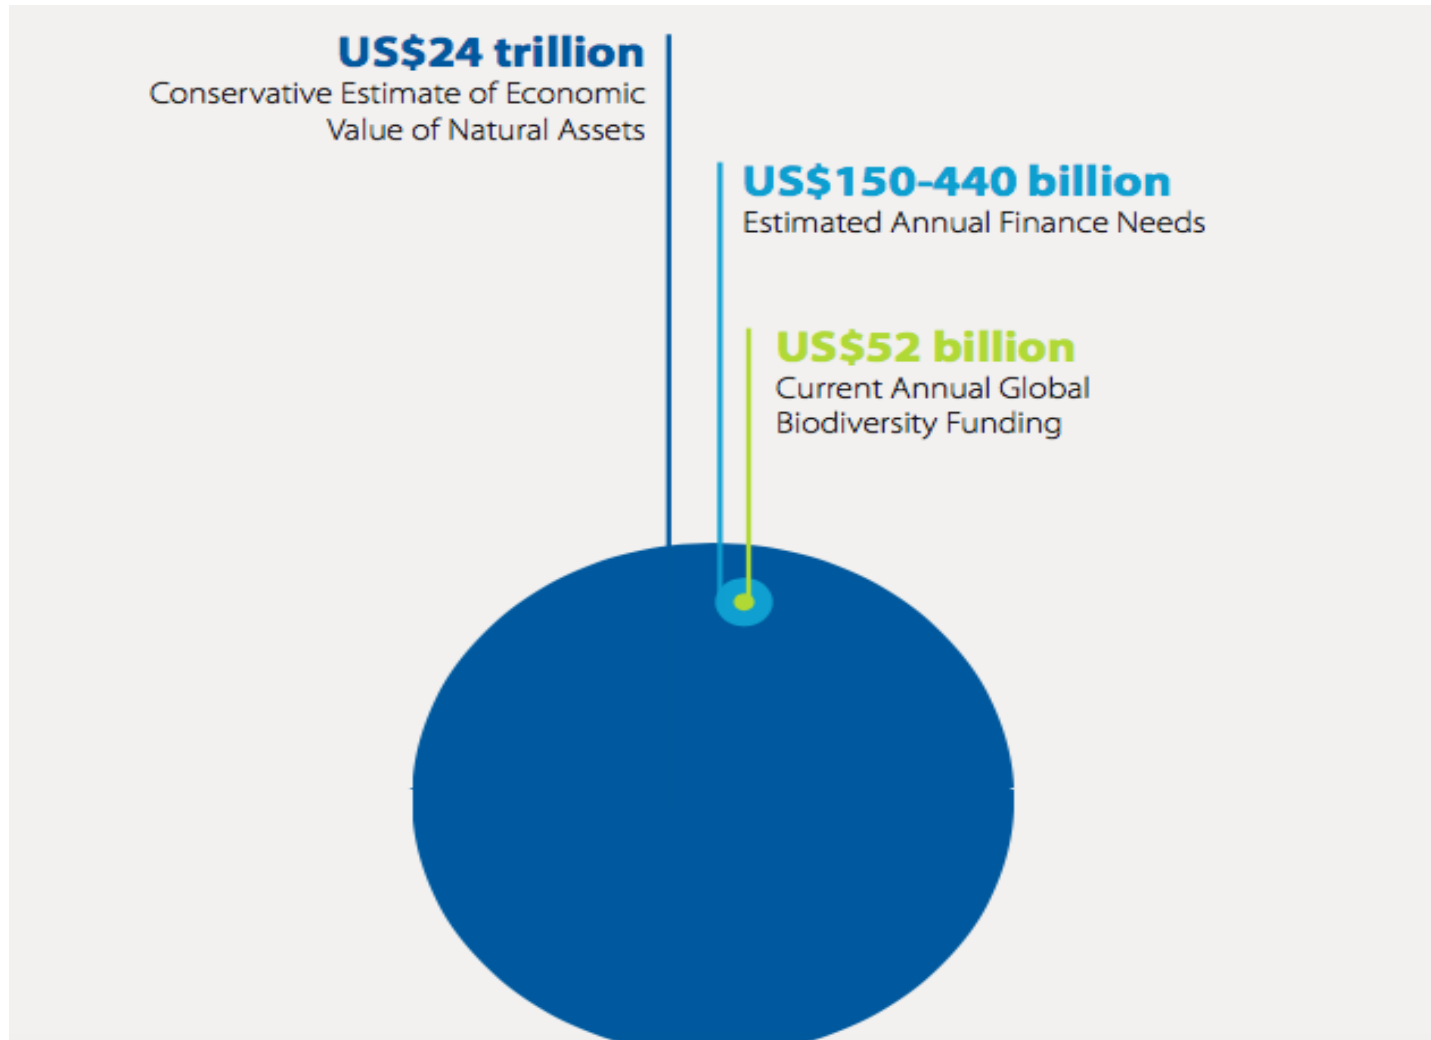 US$24 trillion
Conservative Estimate of Economic
Value of Natural Assets
US$150-440 billion
Estimated Annual Finance Needs
US$52 billion
Current Annual Global
Biodiversity Funding